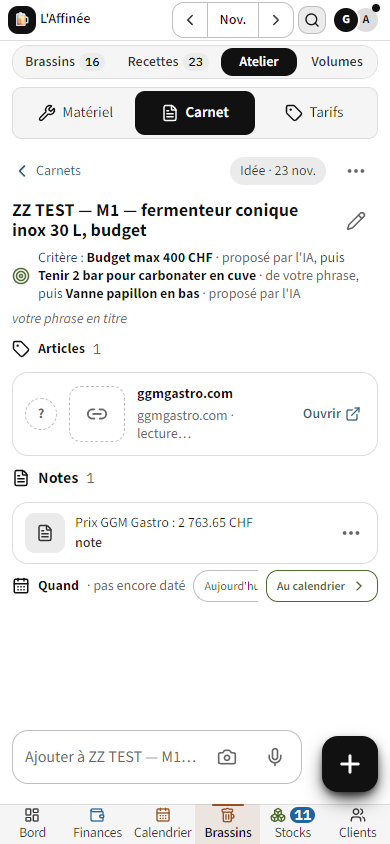 L'Affinée
Nov.
G
A
Brassins 16
Recettes 23
Atelier
Volumes
Matériel
Carnet
Tarifs
Carnets
Idée · 23 nov.
ZZ TEST — M1 — fermenteur conique
inox 30 L, budget
Critère : Budget max 400 CHF · proposé par l'IA, puis
Tenir 2 bar pour carbonater en cuve · de votre phrase,
puis Vanne papillon en bas · proposé par l'IA
votre phrase en titre
Articles 1
?
ggmgastro.com
ggmgastro.com ·
lecture…
Ouvrir
Notes 1
Prix GGM Gastro : 2 763.65 CHF
note
Quand · pas encore daté
Aujourd'hu
Au calendrier
Ajouter à ZZ TEST — M1…
Bord
Finances
Calendrier
Brassins
11
Stocks
Clients